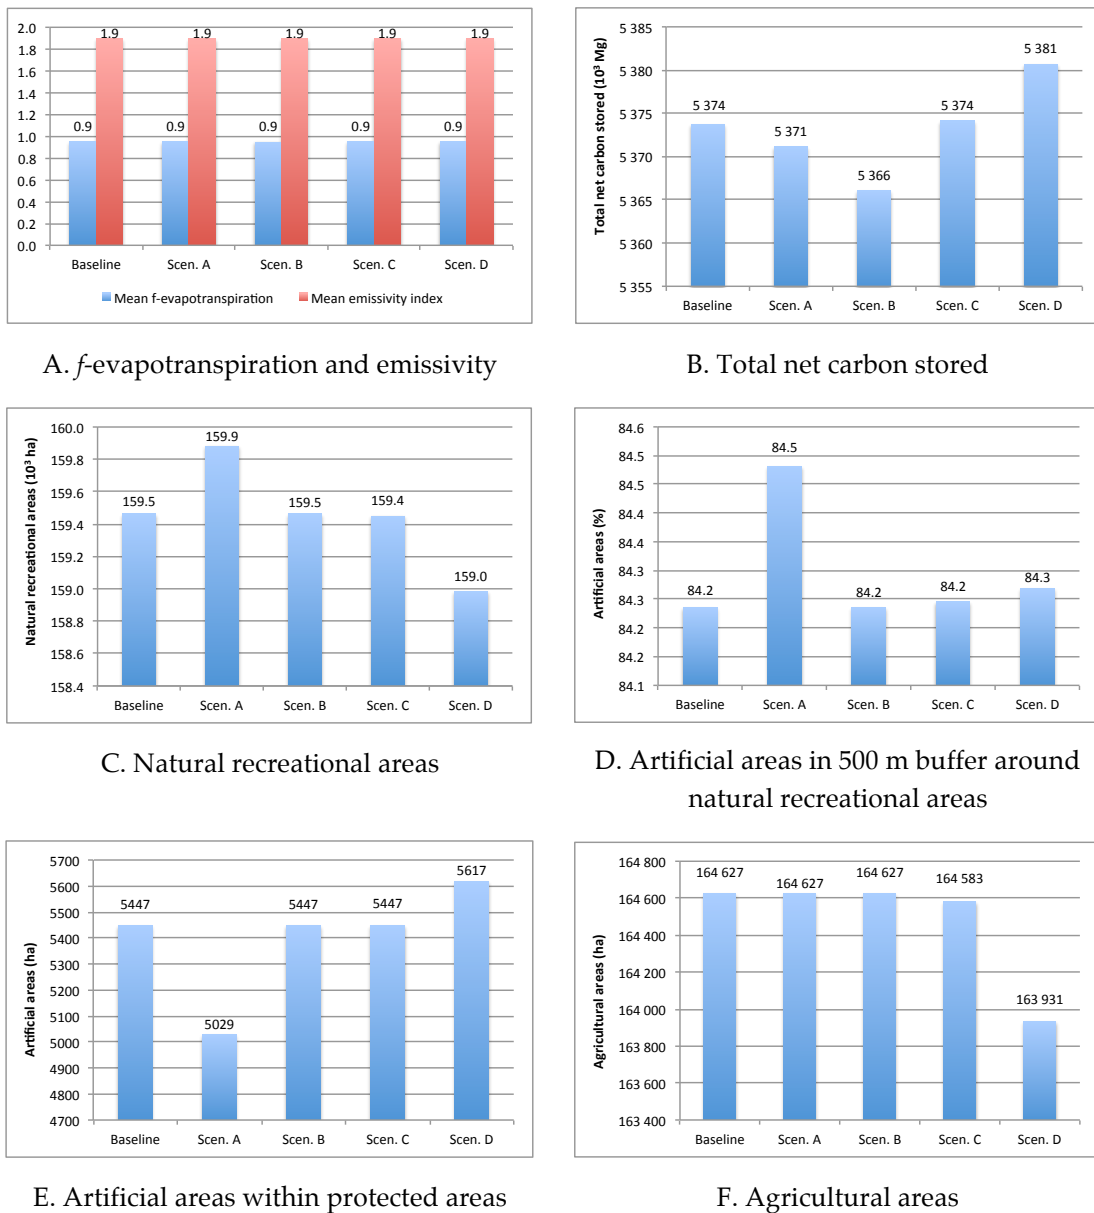 2.0
1.8
1.6
1.4
1.2
1.0
0.8
0.6
0.4
0.2
0.0
1.9 1.9 1.9 1.9 1.9
0.9 0.9 0.9 0.9 0.9
Baseline Scen. A Scen. B Scen. C Scen. D
Mean f-evapotranspiration Mean emissivity index
A. f-evapotranspiration and emissivity
Total net carbon stored (10³ Mg)
5 385
5 380
5 375
5 370
5 365
5 360
5 355
5 374 5 371 5 366 5 374 5 381
Baseline Scen. A Scen. B Scen. C Scen. D
B. Total net carbon stored
Natural recreational areas (10³ ha)
160.0
159.8
159.6
159.4
159.2
159.0
158.8
158.6
158.4
159.5 159.9 159.5 159.4 159.0
Baseline Scen. A Scen. B Scen. C Scen. D
C. Natural recreational areas
Artificial areas (%)
84.6
84.5
84.5
84.4
84.4
84.3
84.3
84.2
84.2
84.1
84.2 84.5 84.2 84.2 84.3
Baseline Scen. A Scen. B Scen. C Scen. D
D. Artificial areas in 500 m buffer around
natural recreational areas
Artificial areas (ha)
5700
5600
5500
5400
5300
5200
5100
5000
4900
4800
4700
5447 5029 5447 5447 5617
Baseline Scen. A Scen. B Scen. C Scen. D
E. Artificial areas within protected areas
Agricultural areas (ha)
164 800
164 600
164 400
164 200
164 000
163 800
163 600
163 400
164 627 164 627 164 627 164 583 163 931
Baseline Scen. A Scen. B Scen. C Scen. D
F. Agricultural areas